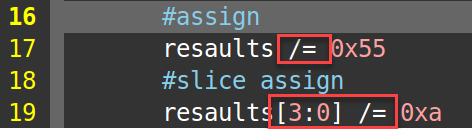 16 #assign
17 resaults /= 0x55
18 #slice assign
19 resaults[3:0] /= 0xa